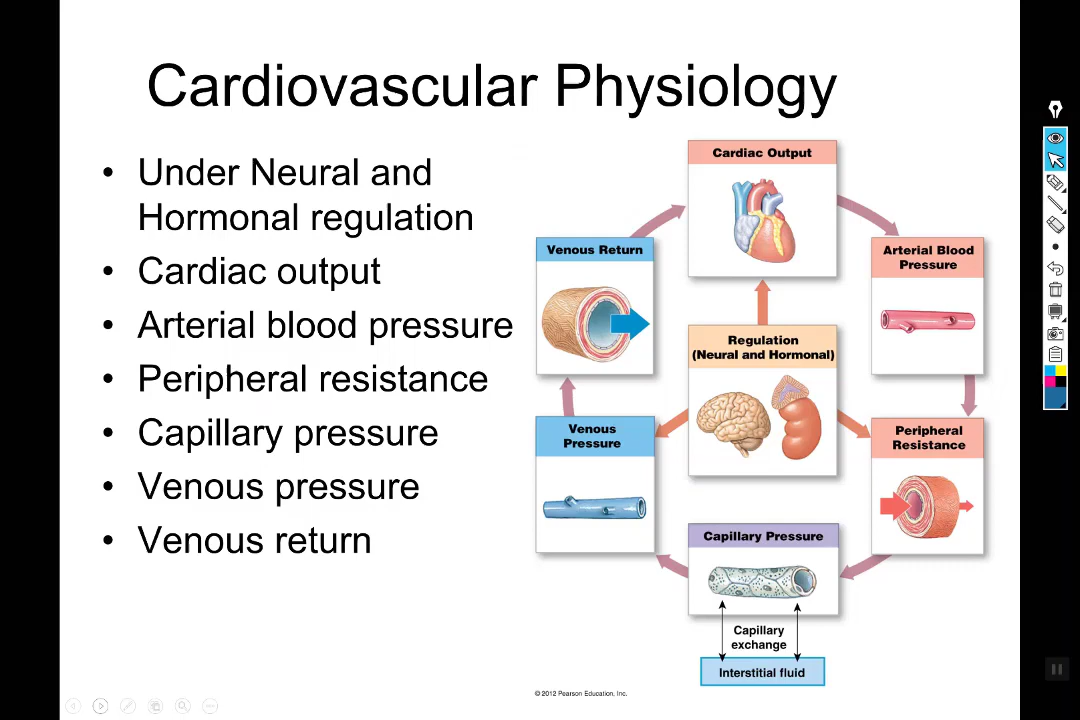 Cardiovascular Physiology
• Under Neural and
Hormonal regulation
• Cardiac output
• Arterial blood pressure
• Peripheral resistance
• Capillary pressure
• Venous pressure
• Venous return
Cardiac Output
Venous Return
Arterial Blood
Pressure
Regulation
(Neural and Hormonal)
Venous
Pressure
Peripheral
Resistance
Capillary Pressure
Capillary
exchange
Interstitial fluid
© 2012 Pearson Education, Inc.